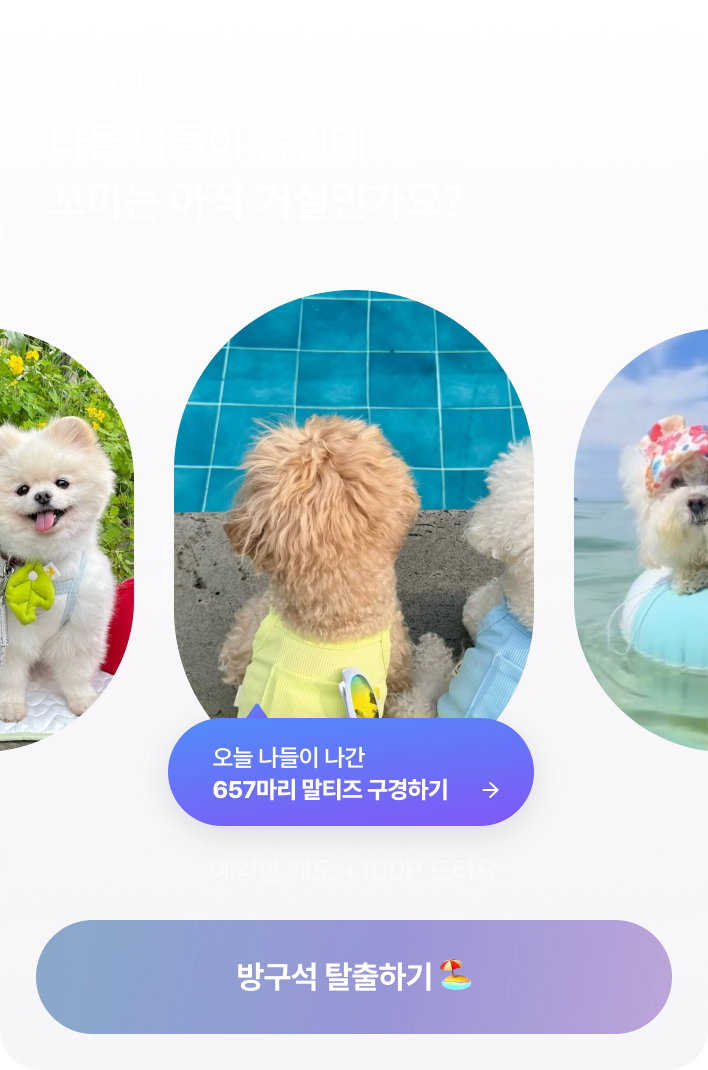 다들 나들이 중인데..
꼬미는 아직 거실인가요?
오늘 나들이 나간
657마리 말티즈 구경하기
예약만 해도 +100P 드려요
방구석 탈출하기